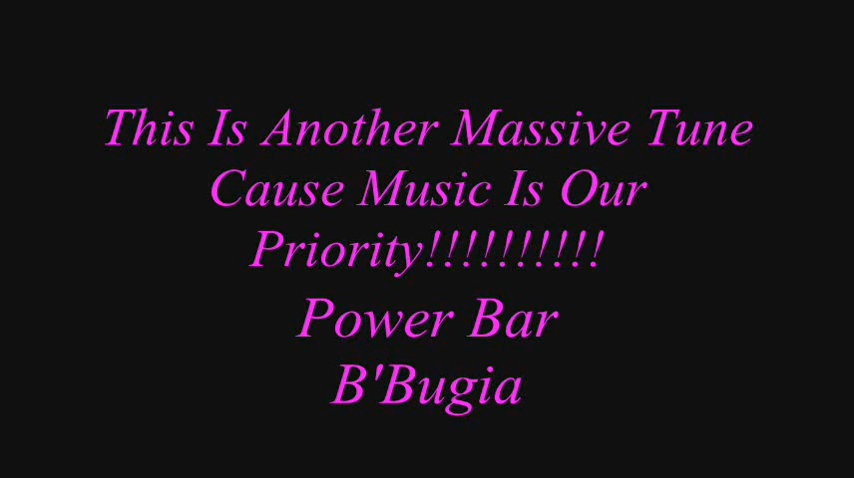 This Is Another Massive Tune
Cause Music Is Our
Priority!!!!!!!!!!
Power Bar
B'Bugia